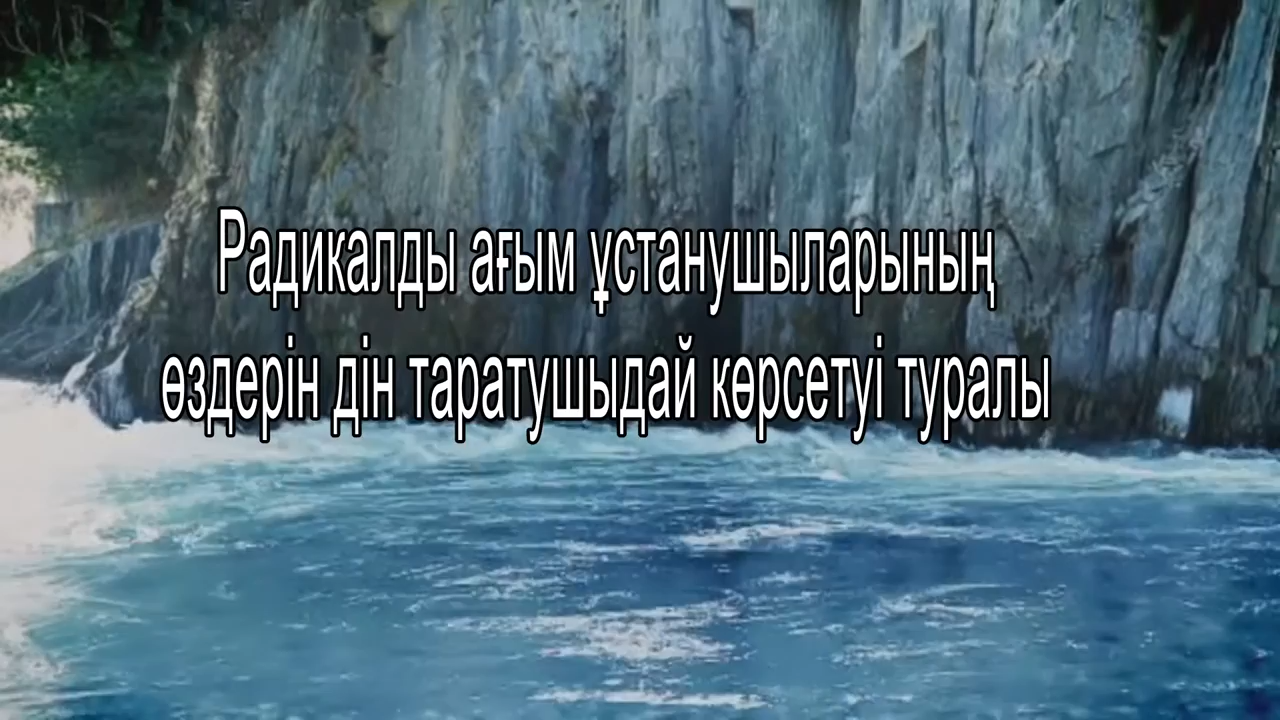 Радикалды ағым ұстанушыларының
өздерін дін таратушыдай көрсетуі туралы